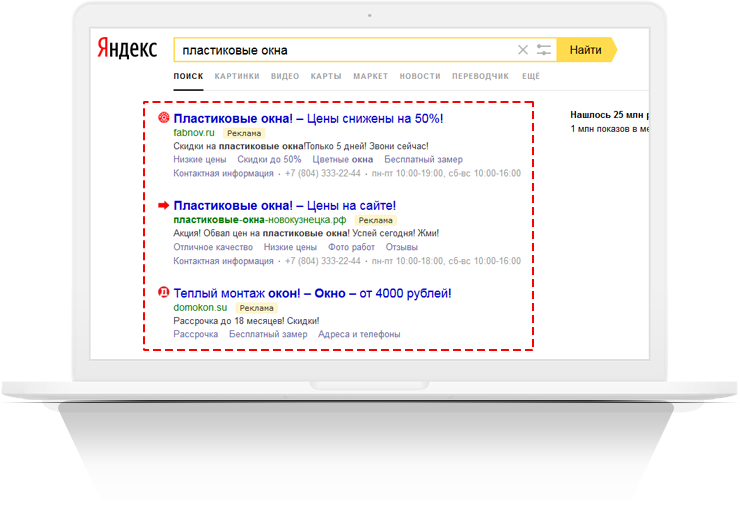 Яндекс
пластиковые окна
Найти
ПОИСК КАРТИНКИ ВИДЕО КАРТЫ МАРКЕТ НОВОСТИ ПЕРЕВОДЧИК ЕЩЁ
Пластиковые окна! – Цены снижены на 50%!
fabnov.ru Реклама
Скидки на пластиковые окна!Только 5 дней! Звони сейчас!
Низкие цены Скидки до 50% Цветные окна Бесплатный замер
Контактная информация · +7 (804) 333-22-44 · пн-пт 10:00-19:00, сб-вс 10:00-16:00
Пластиковые окна! – Цены на сайте!
пластиковые-окна-новокузнецка.рф Реклама
Акция! Обвал цен на пластиковые окна! Успей сегодня! Жми!
Отличное качество Низкие цены Фото работ Отзывы
Контактная информация · +7 (804) 333-22-44 · пн-пт 10:00-18:00, сб-вс 10:00-16:00
Д
Теплый монтаж окон! – Окно – от 4000 рублей!
domokon.su Реклама
Рассрочка до 18 месяцев! Скидки!
Рассрочка Бесплатный замер Адреса и телефоны
Нашлось 25 млн
1 млн показов в ме